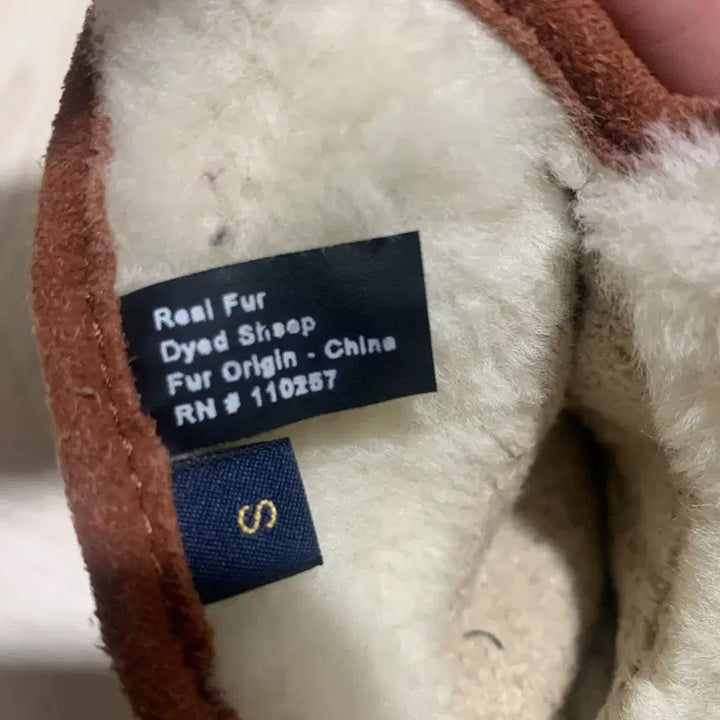 Real Fur
Dyed Sheep
Fur Origin - China
RN # 110257
S